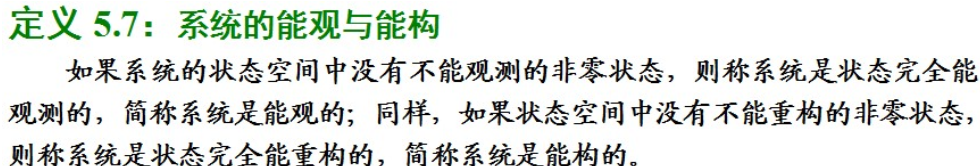 定义 5.7：系统的能观与能构
如果系统的状态空间中没有不能观测的非零状态，则称系统是状态完全能
观测的，简称系统是能观的；同样，如果状态空间中没有不能重构的非零状态，
则称系统是状态完全能重构的，简称系统是能构的。